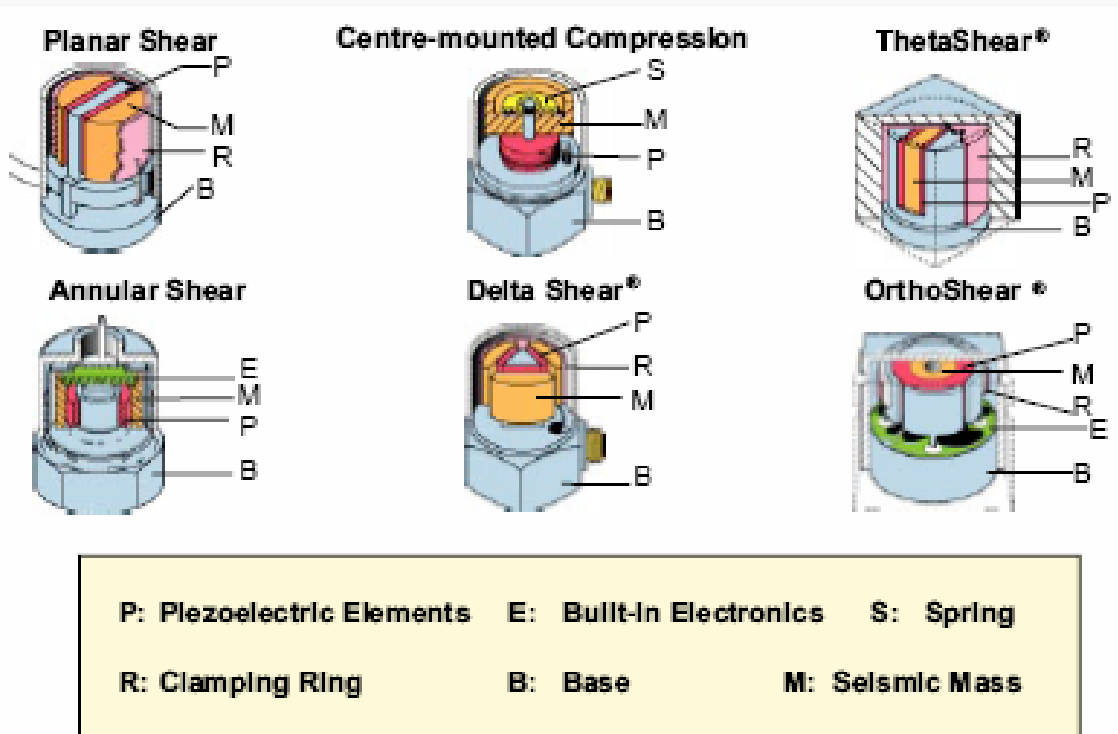 Planar Shear
P
M
R
B
Centre-mounted Compression
S
M
P
B
ThetaShear®
R
M
P
B
Annular Shear
E
M
P
B
Delta Shear®
P
R
M
B
OrthoShear ®
P
M
R
E
B
P: Piezoelectric Elements E: Built-in Electronics S: Spring
R: Clamping Ring B: Base M: Seismic Mass